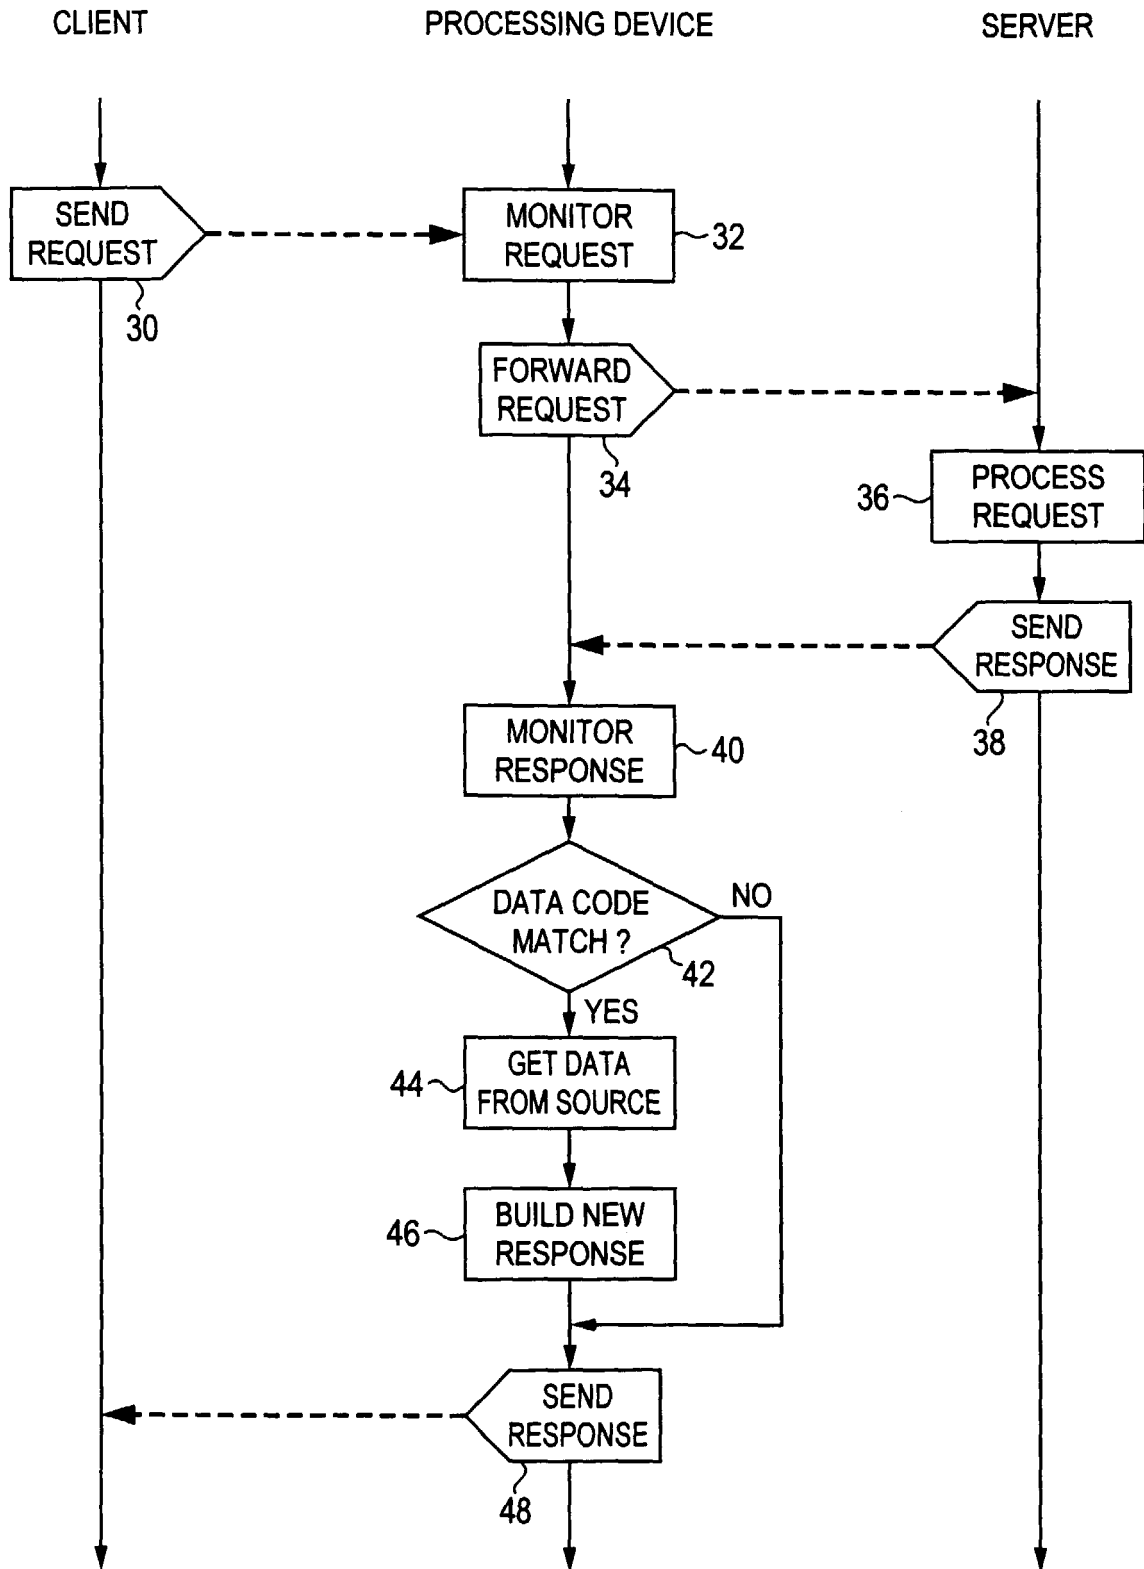 CLIENT
PROCESSING DEVICE
SERVER
SEND
REQUEST
30
MONITOR
REQUEST
32
FORWARD
REQUEST
34
PROCESS
REQUEST
36
SEND
RESPONSE
38
MONITOR
RESPONSE
40
DATA CODE
MATCH ?
42
NO
YES
GET DATA
FROM SOURCE
44
BUILD NEW
RESPONSE
46
SEND
RESPONSE
48